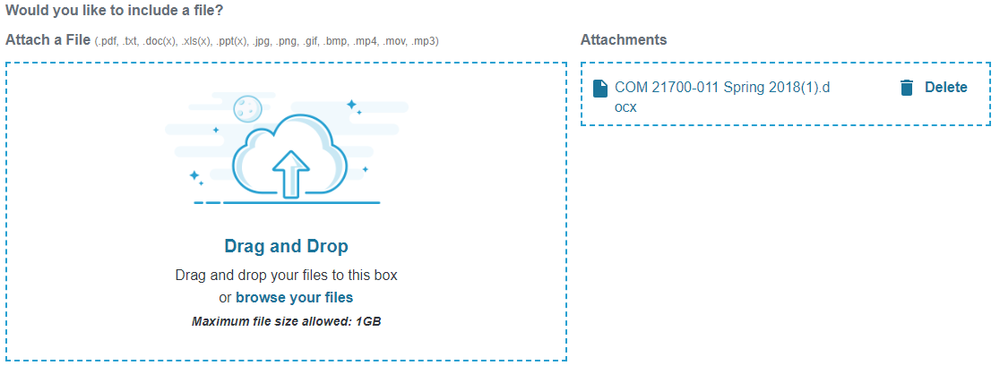 Would you like to include a file?
Attach a File (.pdf, .txt, .doc(x), .xls(x), .ppt(x), .jpg, .png, .gif, .bmp, .mp4, .mov, .mp3)
Drag and Drop
Drag and drop your files to this box
or browse your files
Maximum file size allowed: 1GB
Attachments
COM 21700-011 Spring 2018(1).d
ocx
Delete